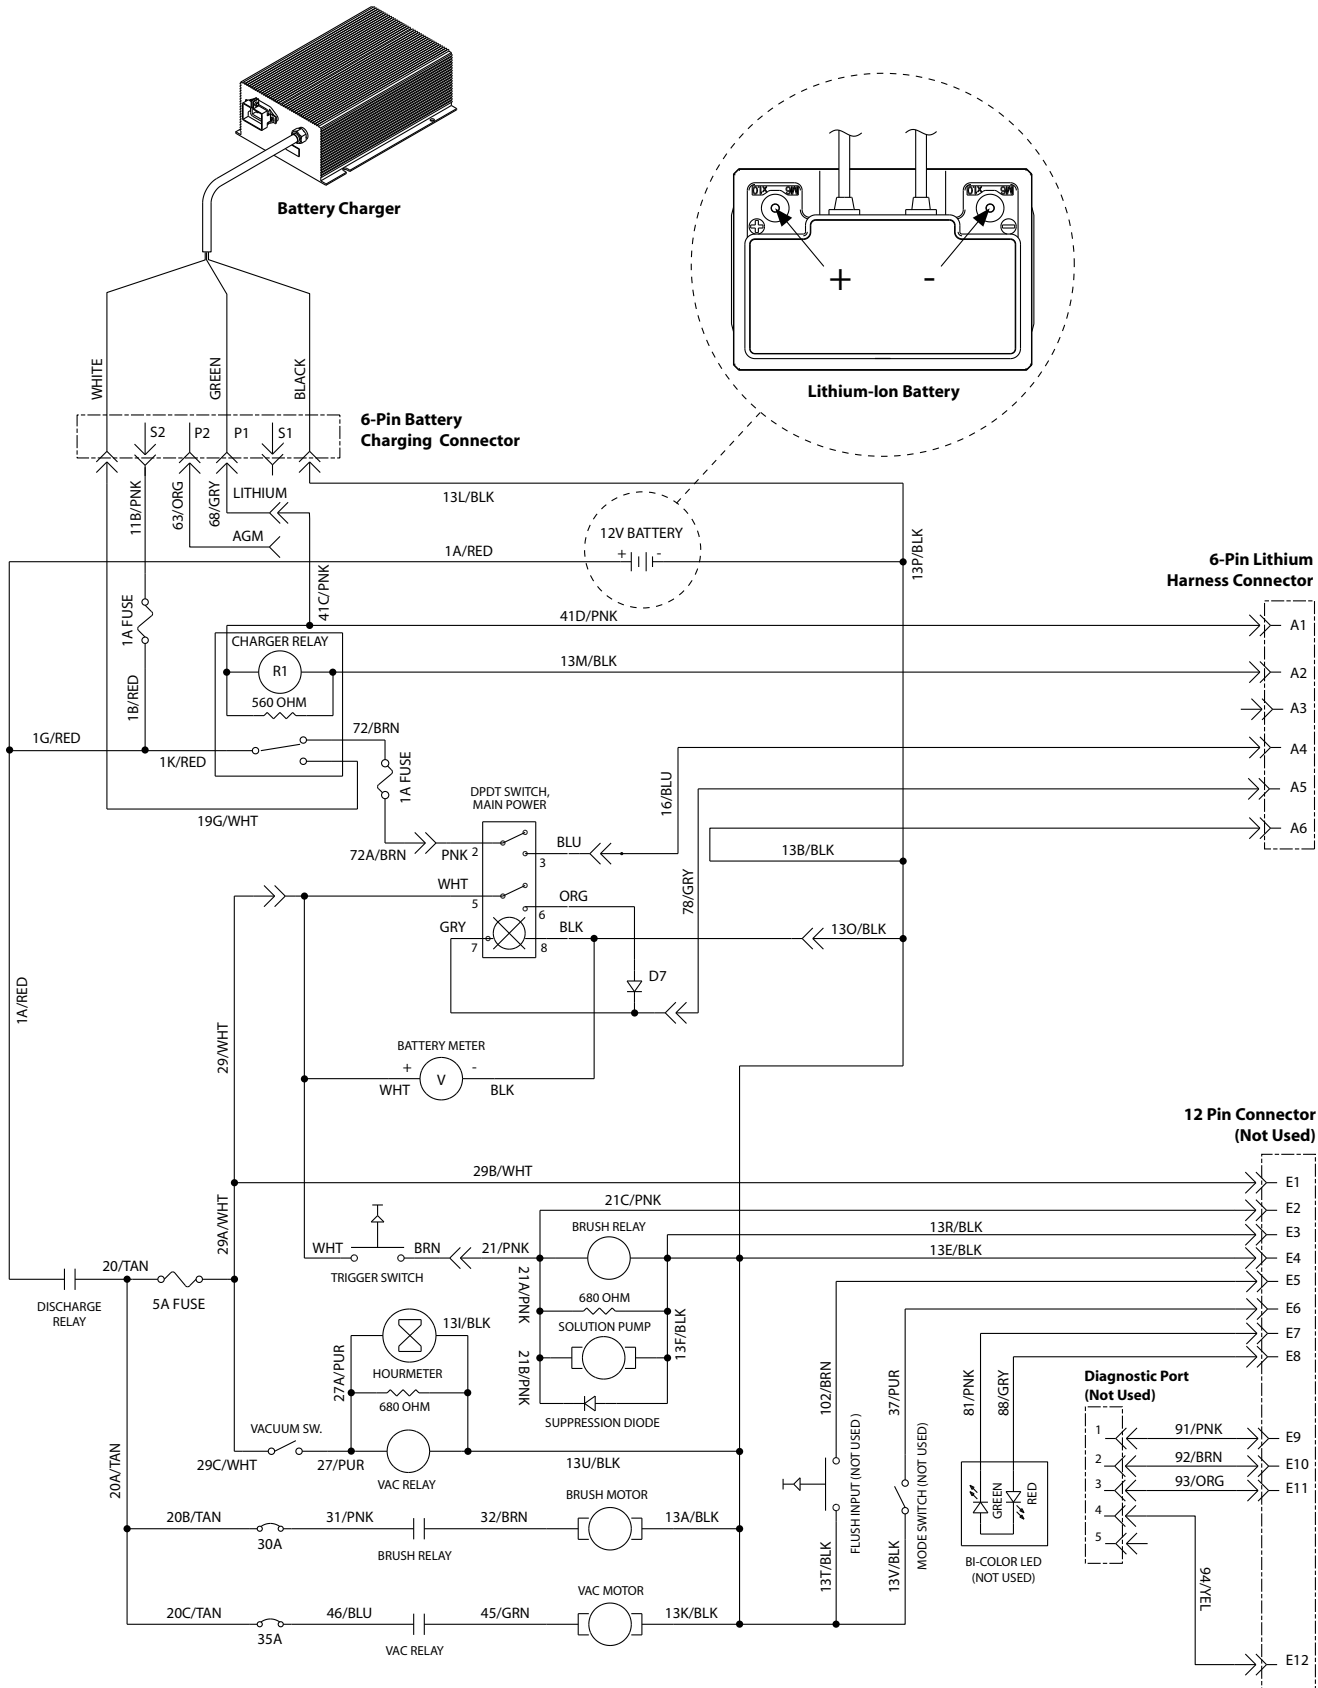 Battery Charger
M6 x10
M6 x10
+ -
Lithium-Ion Battery
WHITE
GREEN
BLACK
6-Pin Battery
Charging Connector
S2
P2
P1
S1
11B/PNK
63/ORG
68/GRY
LITHIUM
13L/BLK
AGM
12V BATTERY
+ -
1A/RED
13P/BLK
6-Pin Lithium
Harness Connector
41C/PNK
1A FUSE
41D/PNK
A1
CHARGER RELAY
R1
13M/BLK
A2
560 OHM
1B/RED
A3
72/BRN
1G/RED
1K/RED
A4
1A FUSE
16/BLU
A5
DPDT SWITCH,
MAIN POWER
19G/WHT
A6
72A/BRN
PNK
2
BLU
3
13B/BLK
WHT
5
ORG
6
78/GRY
GRY
7
BLK
8
13O/BLK
D7
1A/RED
29/WHT
BATTERY METER
+ -
V
WHT
BLK
12 Pin Connector
(Not Used)
29B/WHT
E1
21C/PNK
E2
29A/WHT
BRUSH RELAY
13R/BLK
E3
WHT
BRN
21/PNK
13E/BLK
E4
TRIGGER SWITCH
20/TAN
E5
DISCHARGE
RELAY
5A FUSE
21A/PNK
680 OHM
E6
13I/BLK
SOLUTION PUMP
13F/BLK
E7
27A/PUR
HOURMETER
21B/PNK
E8
680 OHM
102/BRN
37/PUR
81/PNK
88/GRY
Diagnostic Port
(Not Used)
SUPPRESSION DIODE
VACUUM SW.
1
91/PNK
E9
29C/WHT
27/PUR
13U/BLK
2
92/BRN
E10
VAC RELAY
3
93/ORG
E11
20A/TAN
FLUSH INPUT (NOT USED )
MODE SWITCH (NOT USED)
GREEN
RED
4
5
BRUSH MOTOR
20B/TAN
31/PNK
32/BRN
13A/BLK
30A
BRUSH RELAY
BI-COLOR LED
(NOT USED)
13T/BLK
13V/BLK
94/YEL
VAC MOTOR
20C/TAN
46/BLU
45/GRN
13K/BLK
35A
VAC RELAY
E12